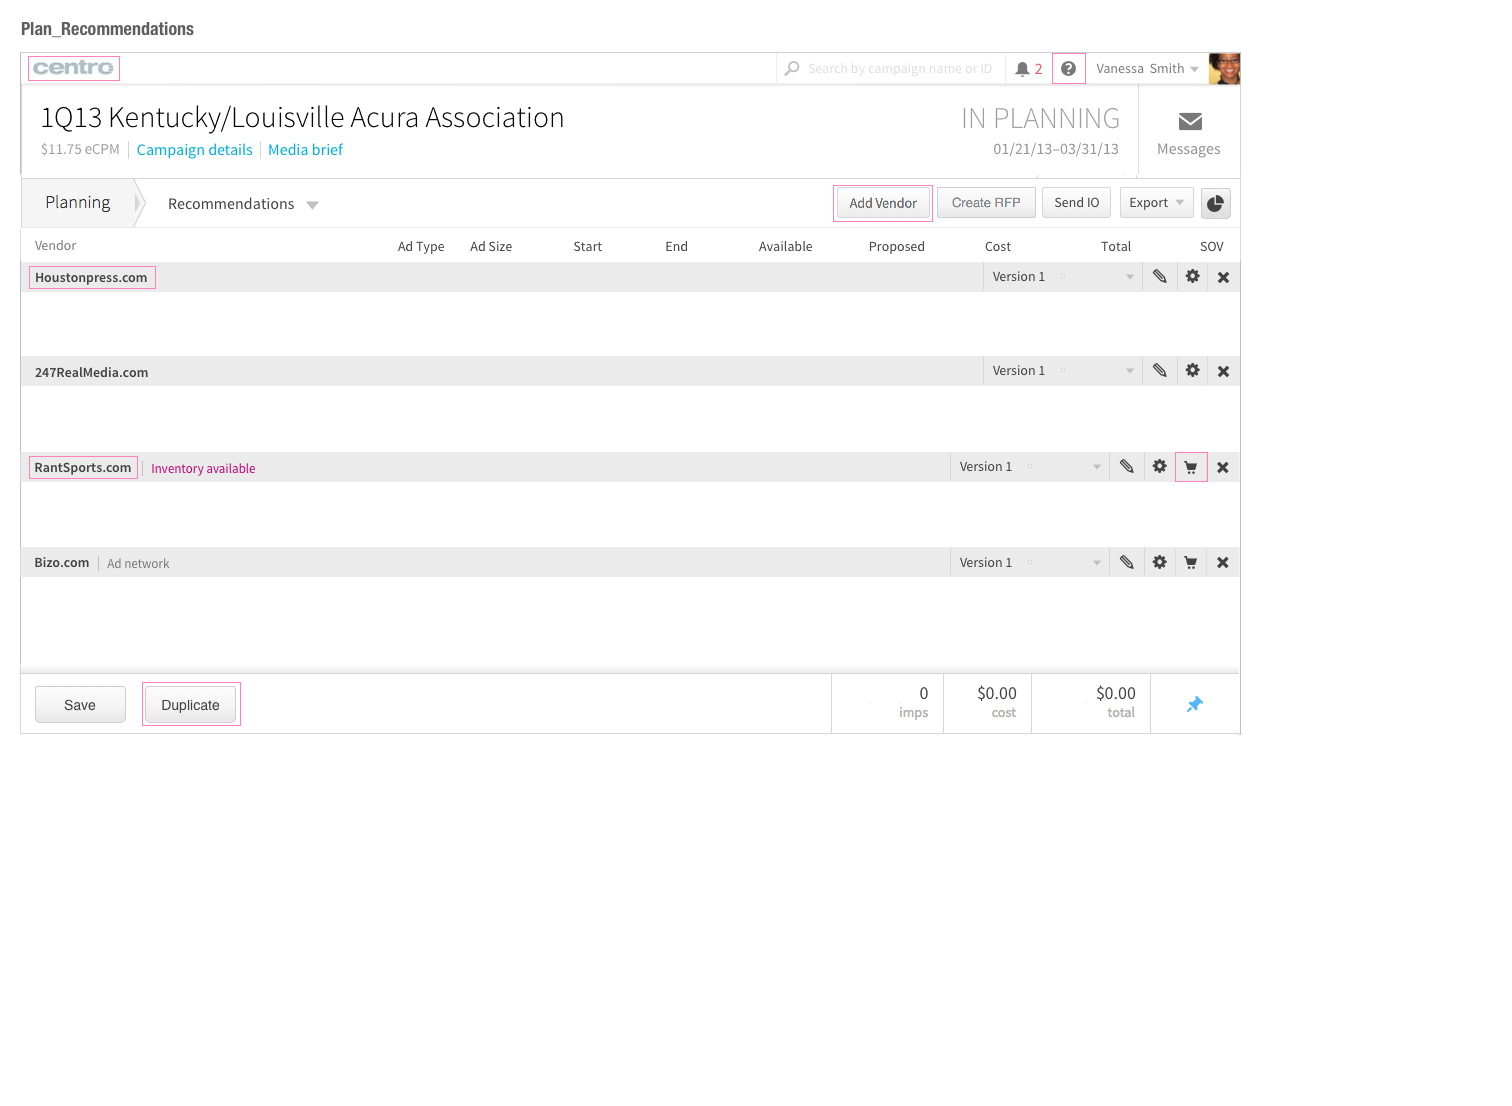 Plan_Recommendations
centro
Search by campaign name or ID
2
?
Vanessa Smith
1Q13 Kentucky/Louisville Acura Association
IN PLANNING
$11.75 eCPM
Campaign details
Media brief
01/21/13–03/31/13
Messages
Planning
Recommendations
Add Vendor
Create RFP
Send IO
Export
Vendor
Ad Type
Ad Size
Start
End
Available
Proposed
Cost
Total
SOV
Houstonpress.com
Version 1
247RealMedia.com
Version 1
RantSports.com
Inventory available
Version 1
Bizo.com
Ad network
Version 1
Save
Duplicate
0
imps
$0.00
cost
$0.00
total